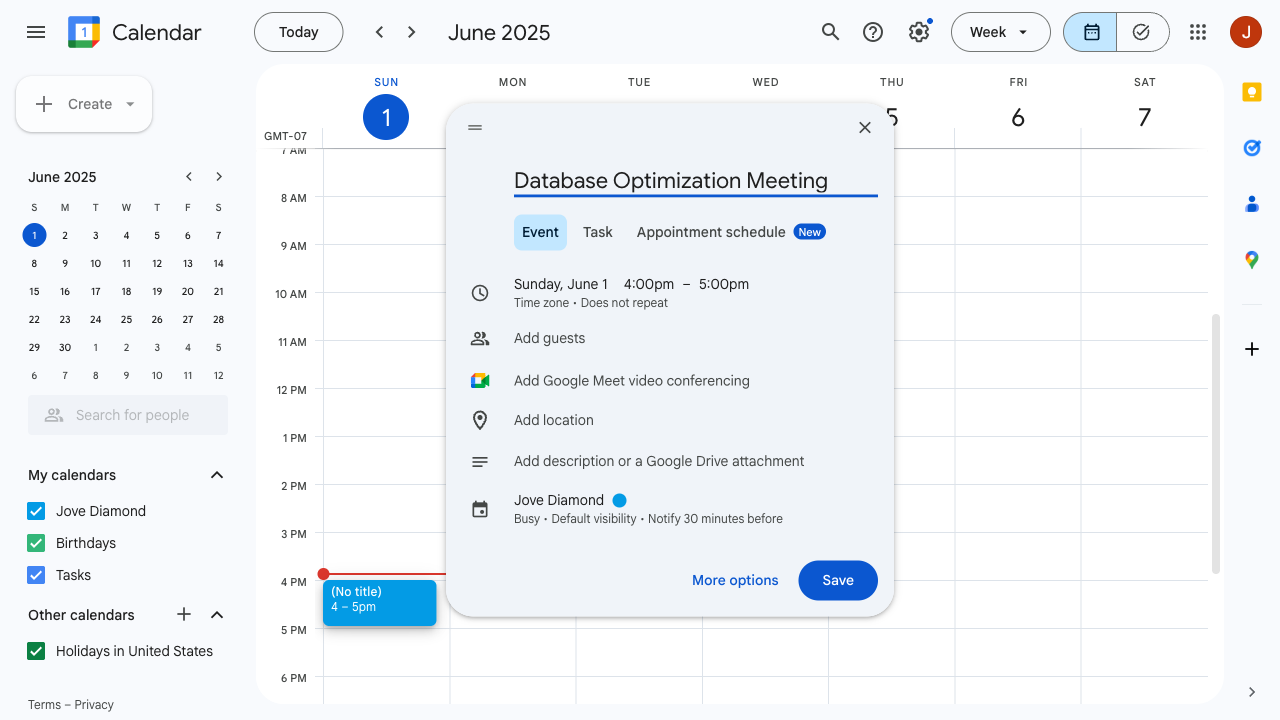 1 Calendar Today June 2025 Week J
Create
SUN MON TUE WED THU FRI SAT
1 5 6 7
GMT-07
June 2025
S M T W T F S
1 2 3 4 5 6 7
8 9 10 11 12 13 14
15 16 17 18 19 20 21
22 23 24 25 26 27 28
29 30 1 2 3 4 5
6 7 8 9 10 11 12
Search for people
My calendars
Jove Diamond
Birthdays
Tasks
Other calendars
Holidays in United States
Terms – Privacy
7 AM
8 AM
9 AM
10 AM
11 AM
12 PM
1 PM
2 PM
3 PM
4 PM
5 PM
6 PM
(No title)
4 – 5pm
Database Optimization Meeting
Event Task Appointment schedule New
Sunday, June 1 4:00pm – 5:00pm
Time zone • Does not repeat
Add guests
Add Google Meet video conferencing
Add location
Add description or a Google Drive attachment
Jove Diamond
Busy • Default visibility • Notify 30 minutes before
More options Save